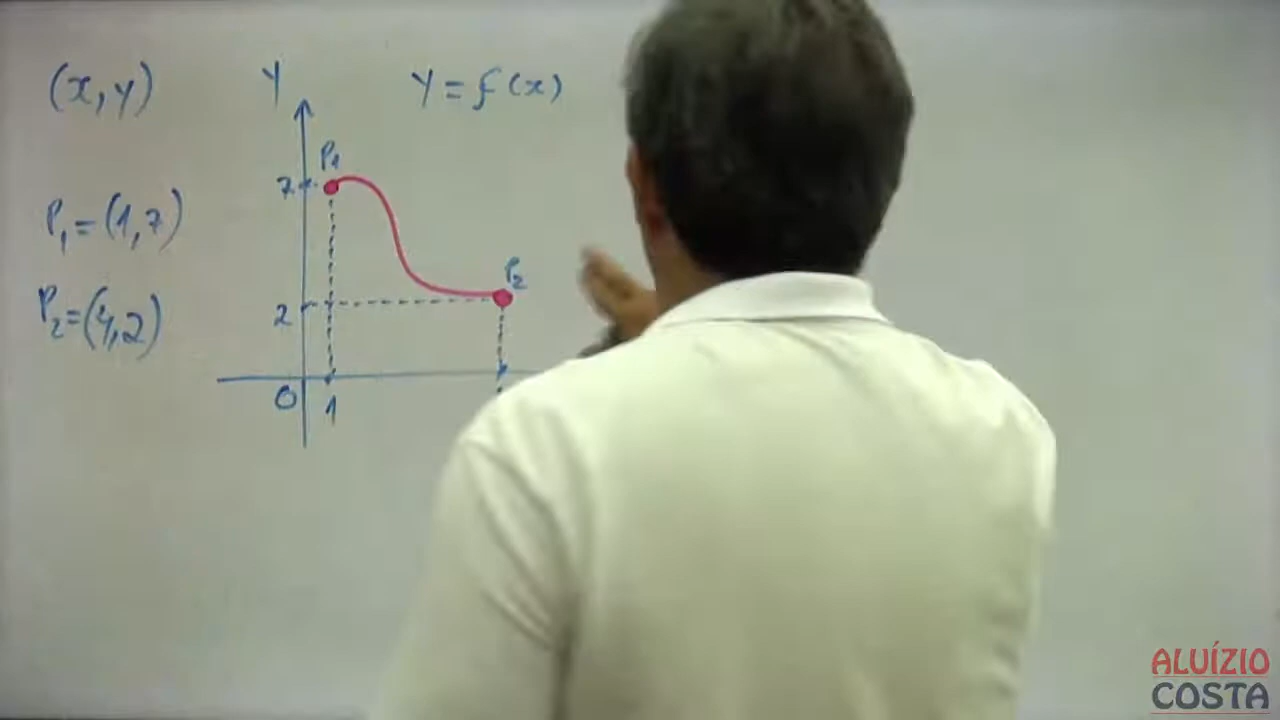 (x, y)
Y
Y = f(x)
P1
7
P1 = (1,7)
P2
P2 = (4,2)
2
0
1
ALUÍZIO
COSTA